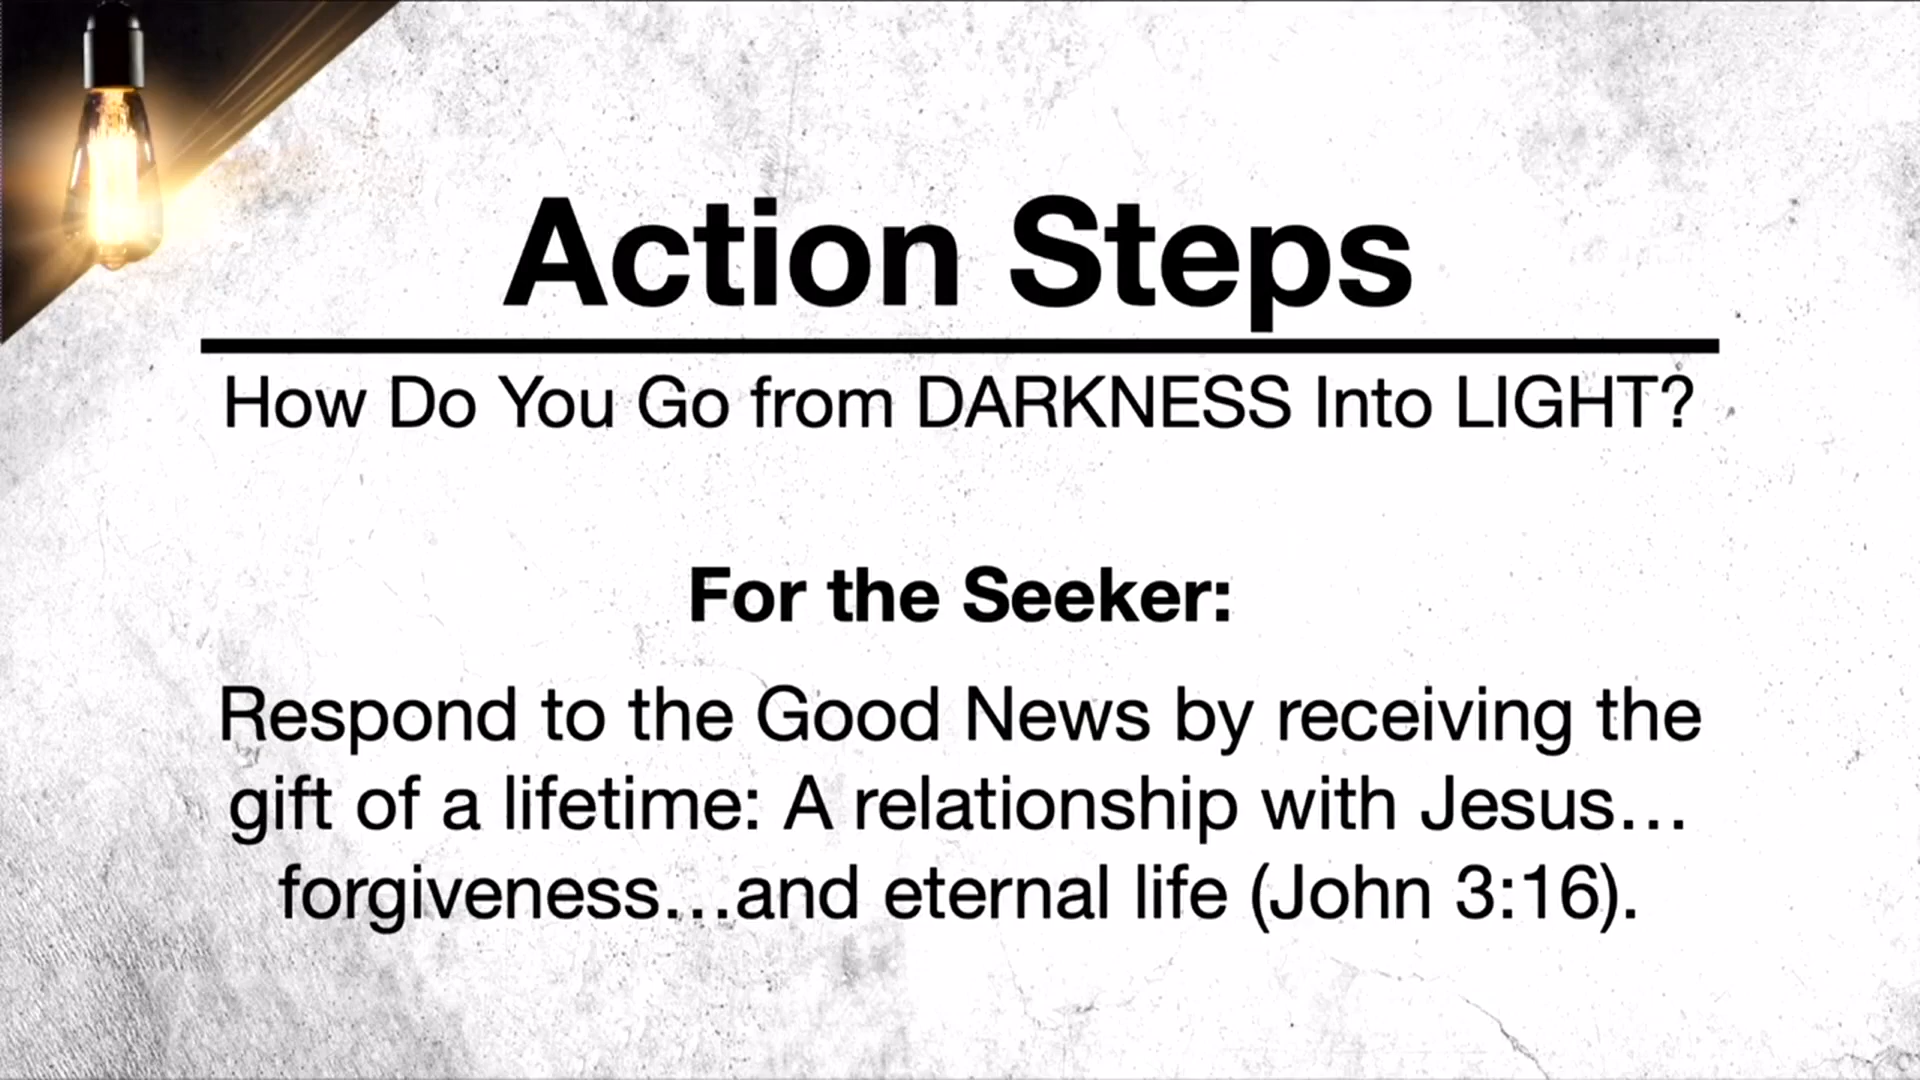 Action Steps
How Do You Go from DARKNESS Into LIGHT?
For the Seeker:
Respond to the Good News by receiving the
gift of a lifetime: A relationship with Jesus…
forgiveness…and eternal life (John 3:16).